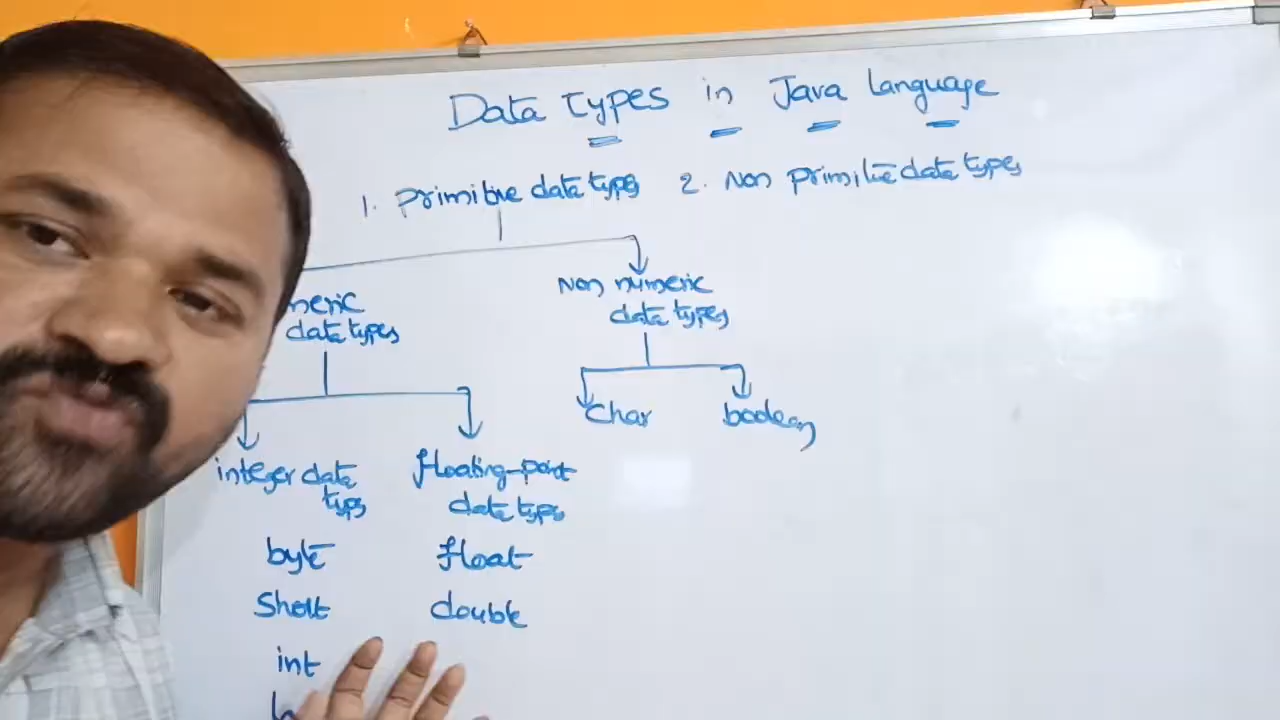 Data Types in Java Language
1. Primitive data types 2. Non primitive data types
Non numeric
data types
meric
data types
Char boolean
integer data
types
floating-point
data types
byte float
Short double
int